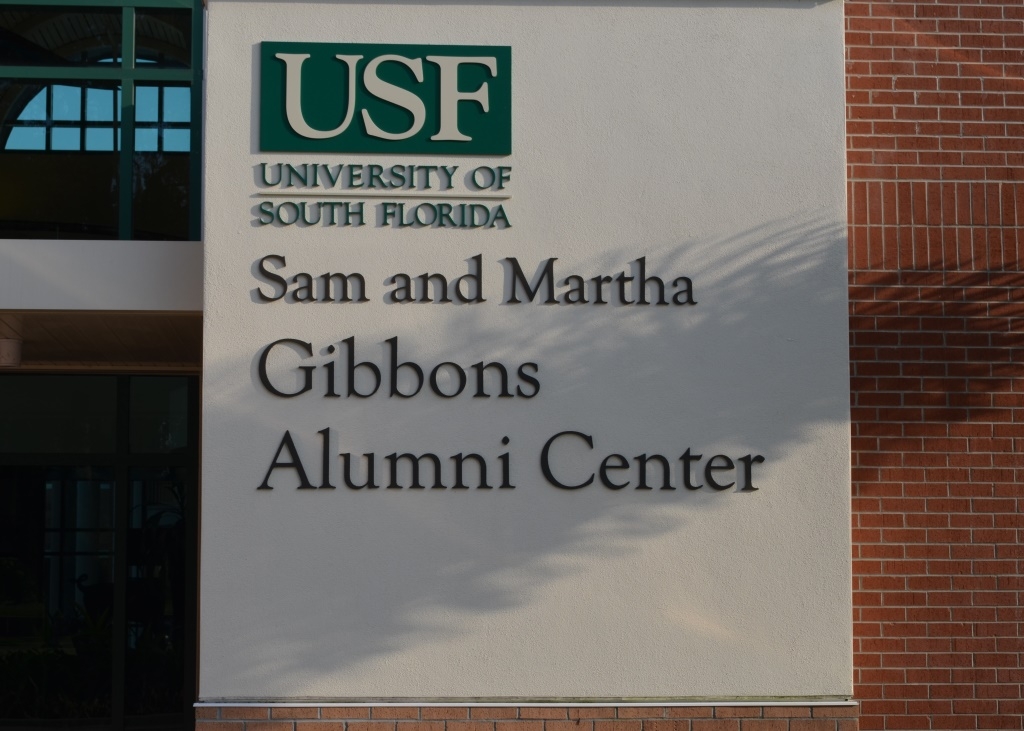 USF
UNIVERSITY OF
SOUTH FLORIDA
Sam and Martha
Gibbons
Alumni Center